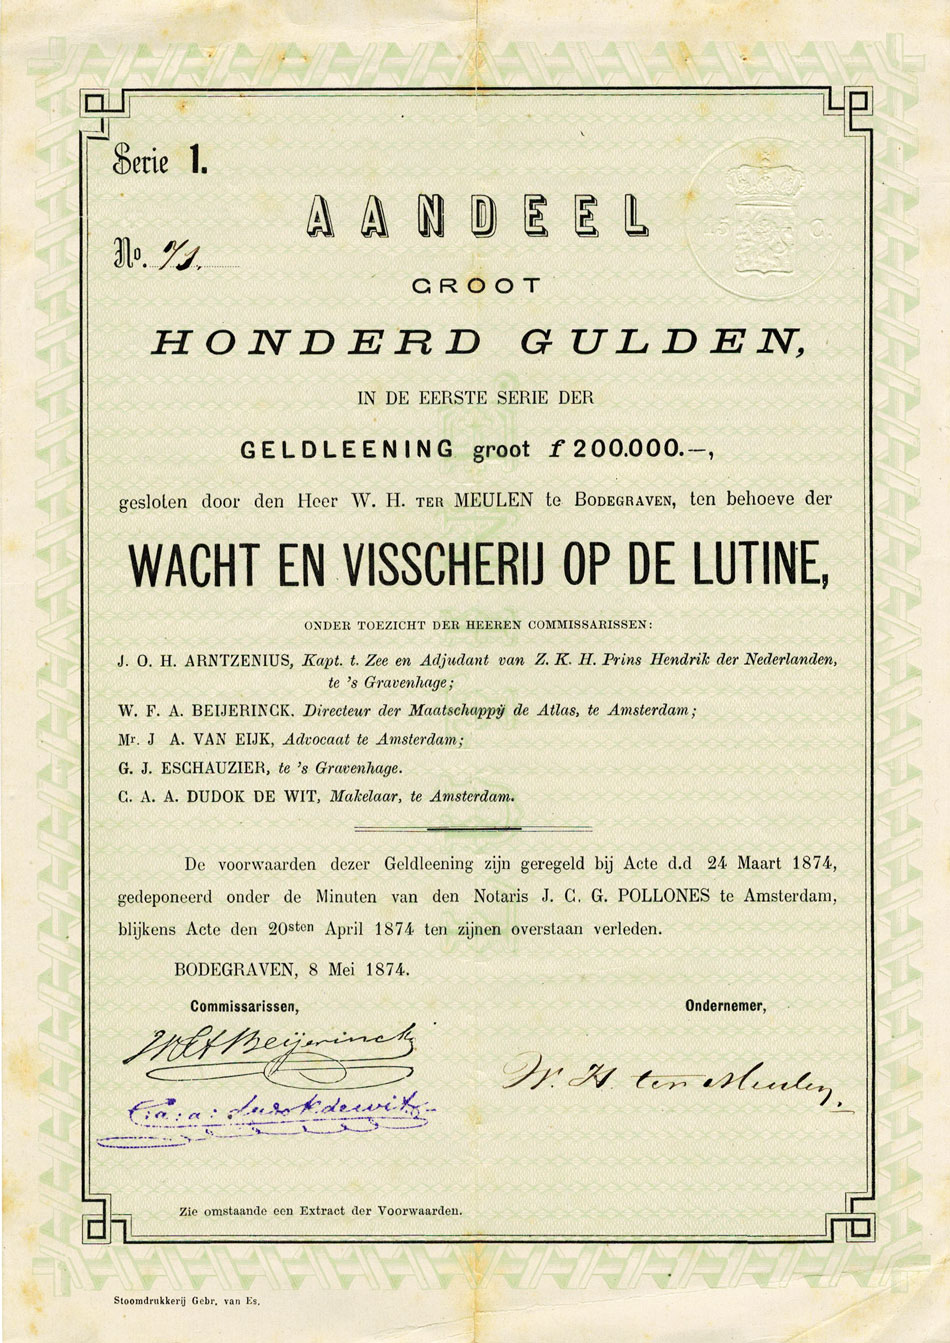 Serie 1.
AANDEEL
No.
15 C.
GROOT
HONDERD GULDEN,
IN DE EERSTE SERIE DER
GELDLEENING groot f 200.000.—,
gesloten door den Heer W. H. TER MEULEN te BODEGRAVEN, ten behoeve der
WACHT EN VISSCHERIJ OP DE LUTINE,
ONDER TOEZICHT DER HEEREN COMMISSARISSEN:
J. O. H. ARNTZENIUS, Kapt. t. Zee en Adjudant van Z. K. H. Prins Hendrik der Nederlanden,
te 's Gravenhage;
W. F. A. BEIJERINCK. Directeur der Maatschappij de Atlas, te Amsterdam;
Mr. J A. VAN EIJK, Advocaat te Amsterdam;
G. J. ESCHAUZIER, te 's Gravenhage.
C. A. A. DUDOK DE WIT, Makelaar, te Amsterdam.
De voorwaarden dezer Geldleening zijn geregeld bij Acte d.d 24 Maart 1874,
gedeponeerd onder de Minuten van den Notaris J. C. G. POLLONES te Amsterdam,
blijkens Acte den 20sten April 1874 ten zijnen overstaan verleden.
BODEGRAVEN, 8 Mei 1874.
Commissarissen,
Ondernemer,
W F A Beijerinck
W. H. ter Meulen.
C: a: a: dudok de wit
Zie omstaande een Extract der Voorwaarden.
Stoomdrukkerij Gebr. van Es.